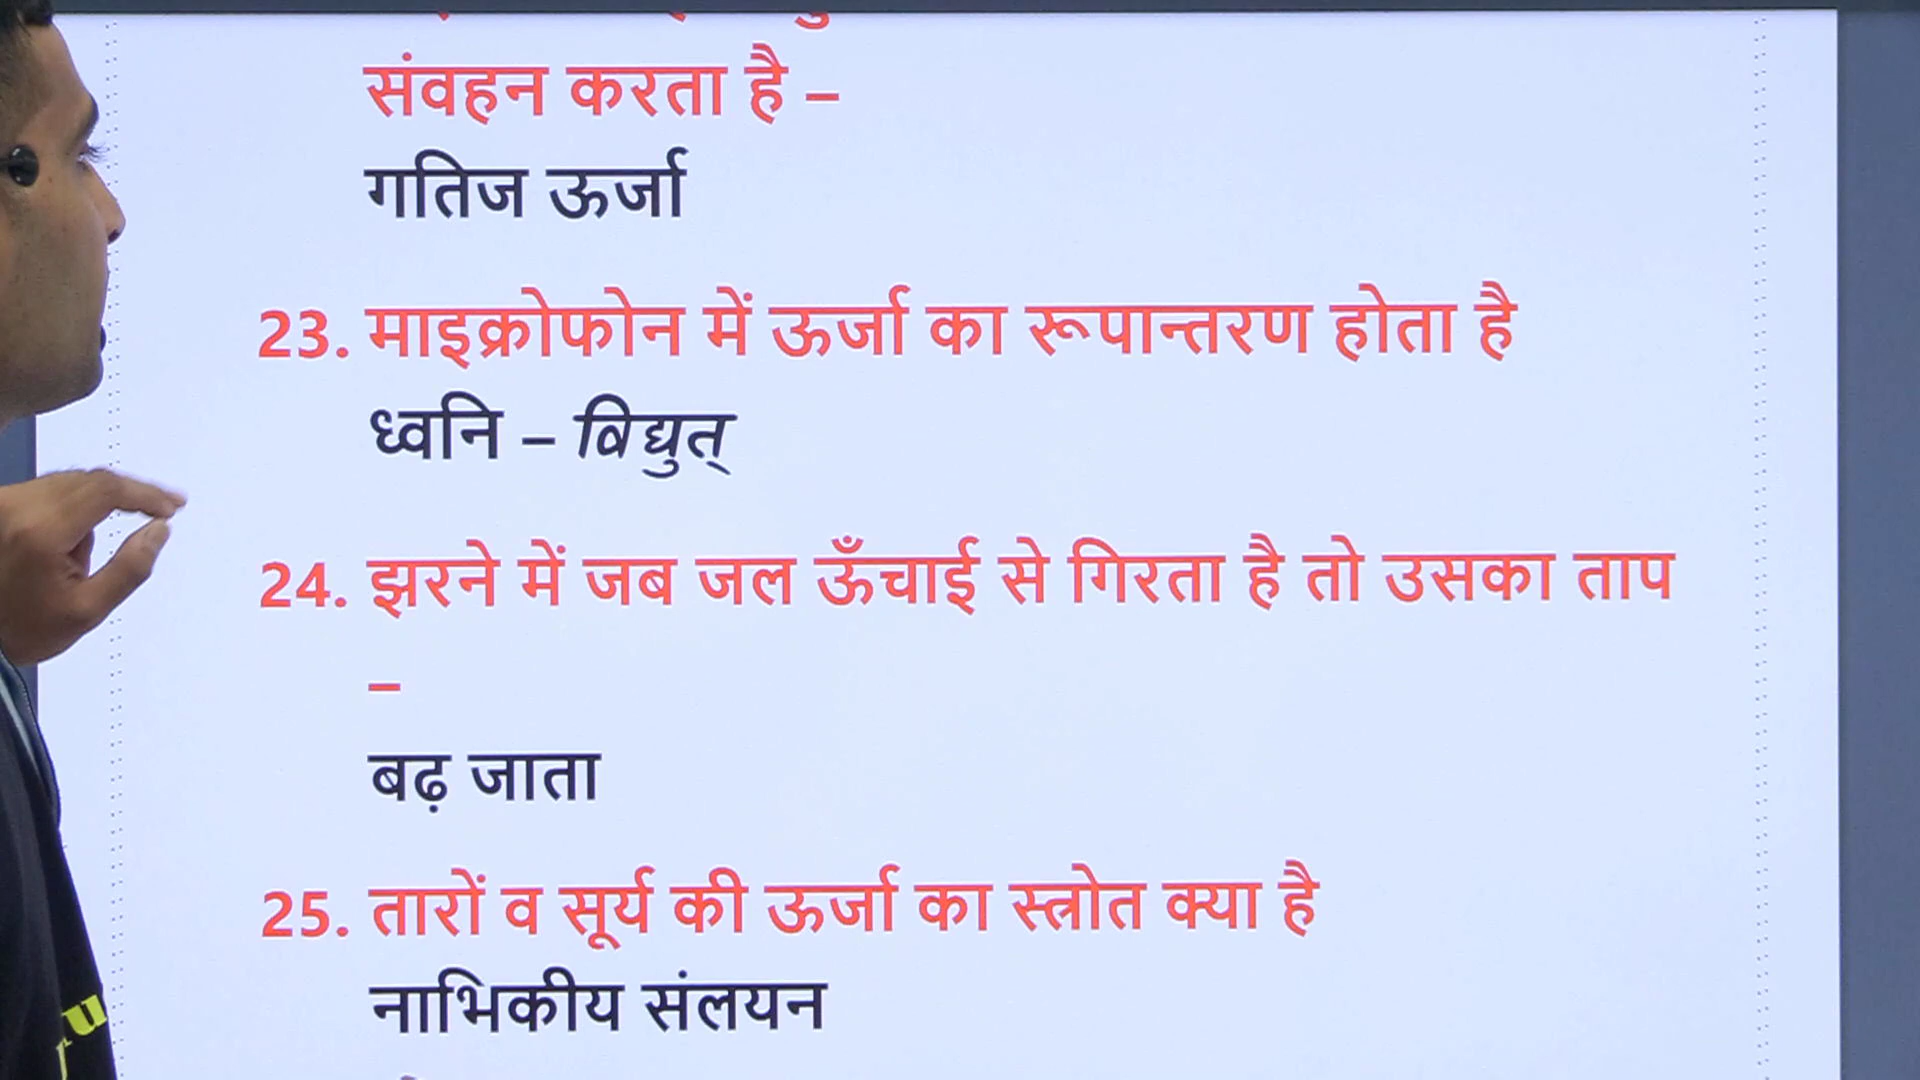 संवहन करता है –
गतिज ऊर्जा
23. माइक्रोफोन में ऊर्जा का रूपान्तरण होता है
ध्वनि – विद्युत्
24. झरने में जब जल ऊँचाई से गिरता है तो उसका ताप
–
बढ़ जाता
25. तारों व सूर्य की ऊर्जा का स्त्रोत क्या है
नाभिकीय संलयन